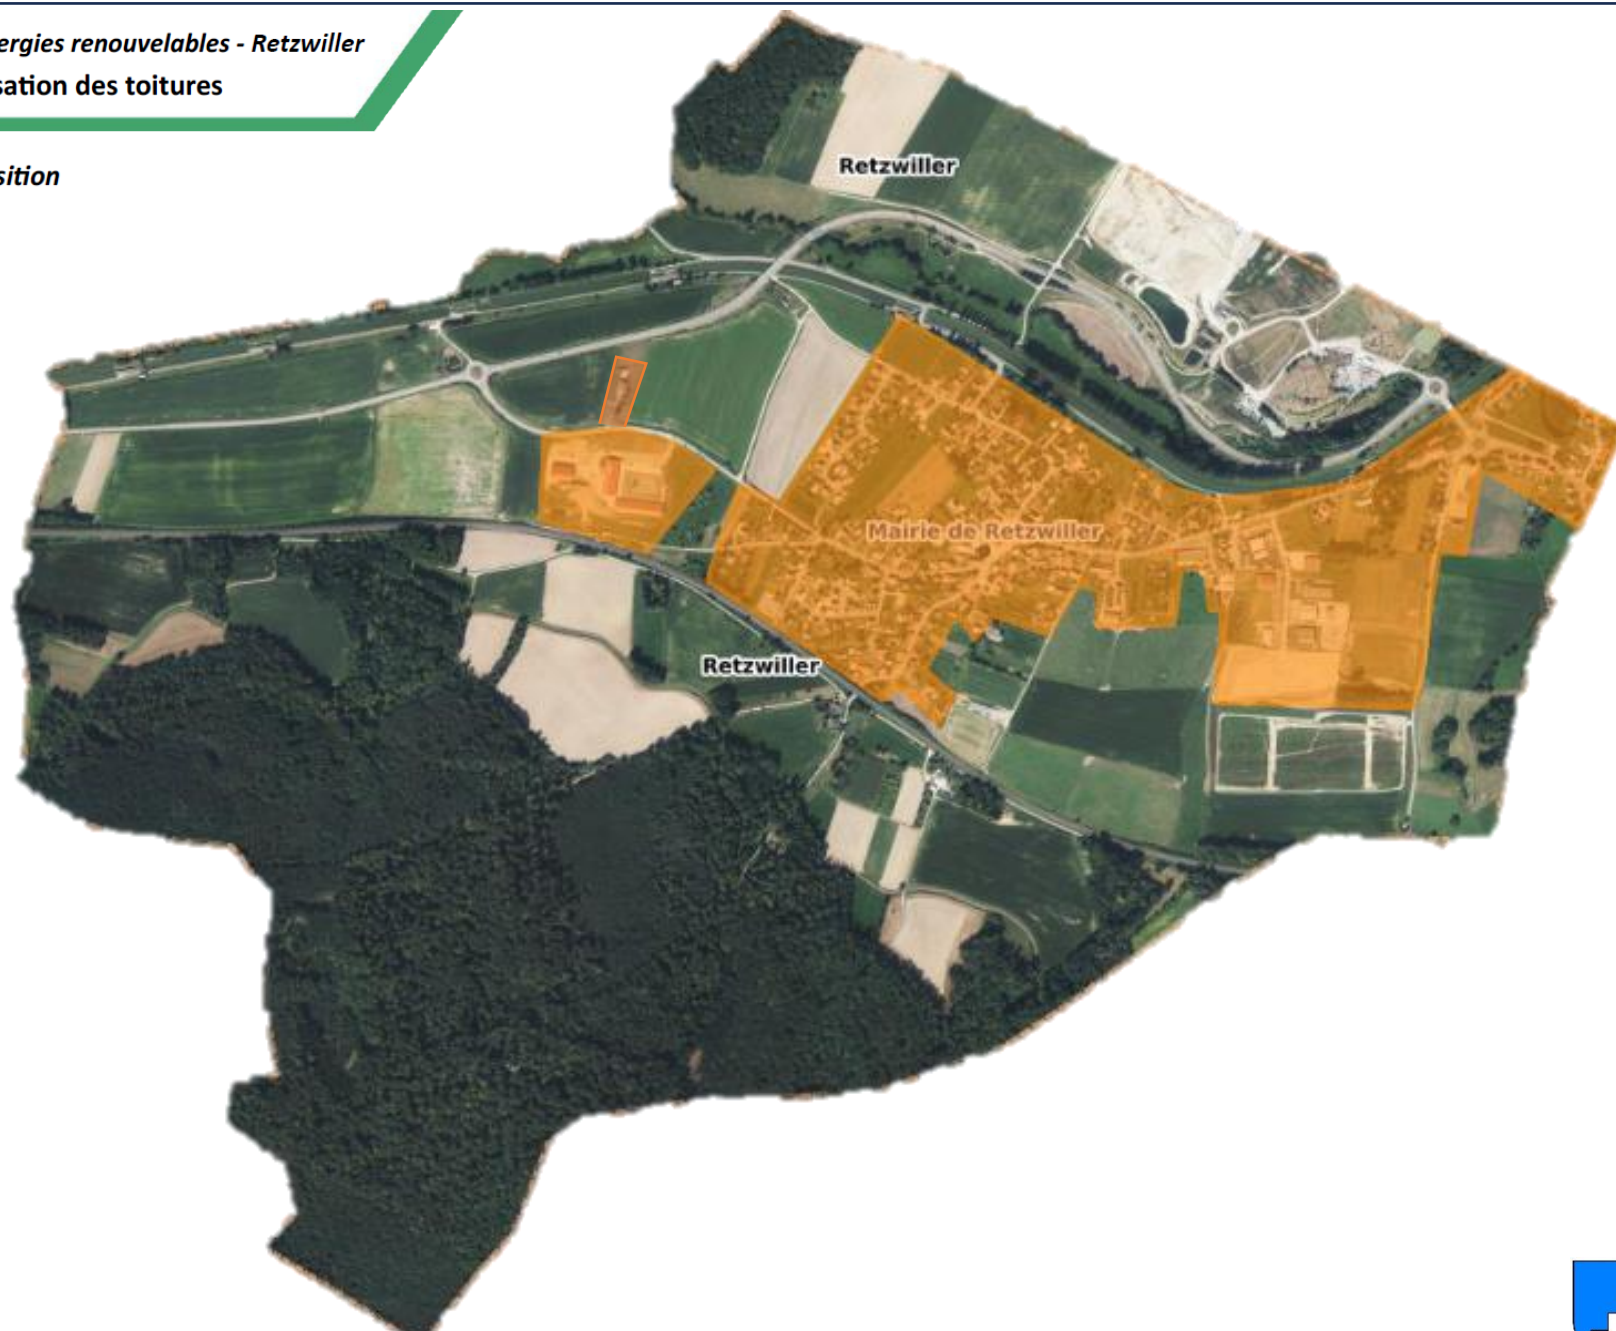 ergies renouvelables - Retzwiller
sation des toitures
sition
Retzwiller
Mairie de Retzwiller
Retzwiller